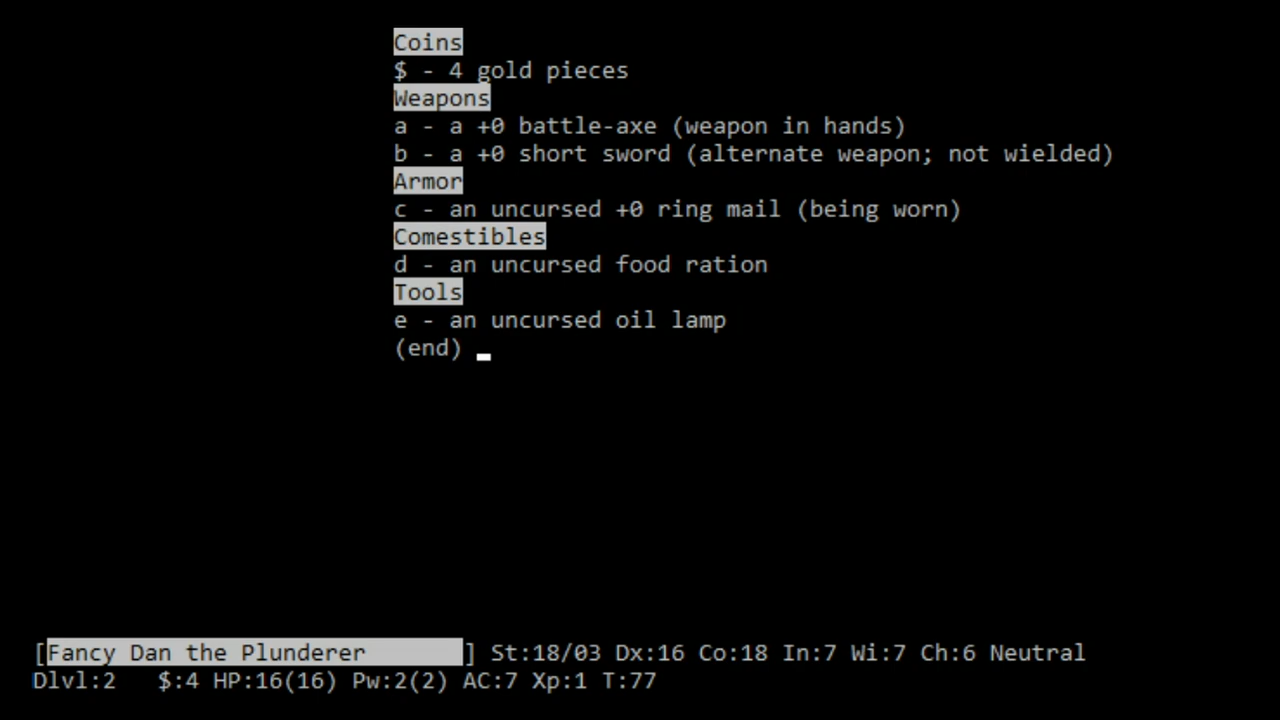 Coins
$ - 4 gold pieces
Weapons
a - a +0 battle-axe (weapon in hands)
b - a +0 short sword (alternate weapon; not wielded)
Armor
c - an uncursed +0 ring mail (being worn)
Comestibles
d - an uncursed food ration
Tools
e - an uncursed oil lamp
(end)
[Fancy Dan the Plunderer       ] St:18/03 Dx:16 Co:18 In:7 Wi:7 Ch:6 Neutral
Dlvl:2   $:4 HP:16(16) Pw:2(2) AC:7 Xp:1 T:77